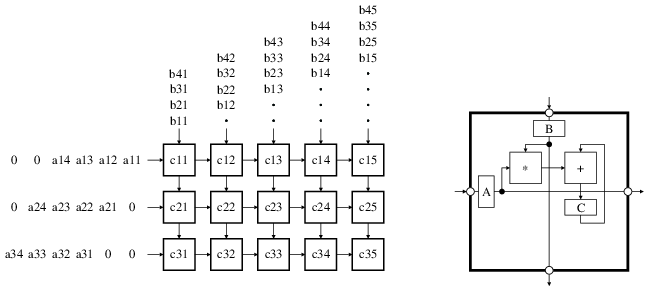 b45
b44 b35
b43 b34 b25
b42 b33 b24 b15
b41 b32 b23 b14 •
b31 b22 b13 • •
b21 b12 • • •
b11 • • • •
B
0 0 a14 a13 a12 a11 c11 c12 c13 c14 c15
* +
A
0 a24 a23 a22 a21 0 c21 c22 c23 c24 c25
C
a34 a33 a32 a31 0 0 c31 c32 c33 c34 c35